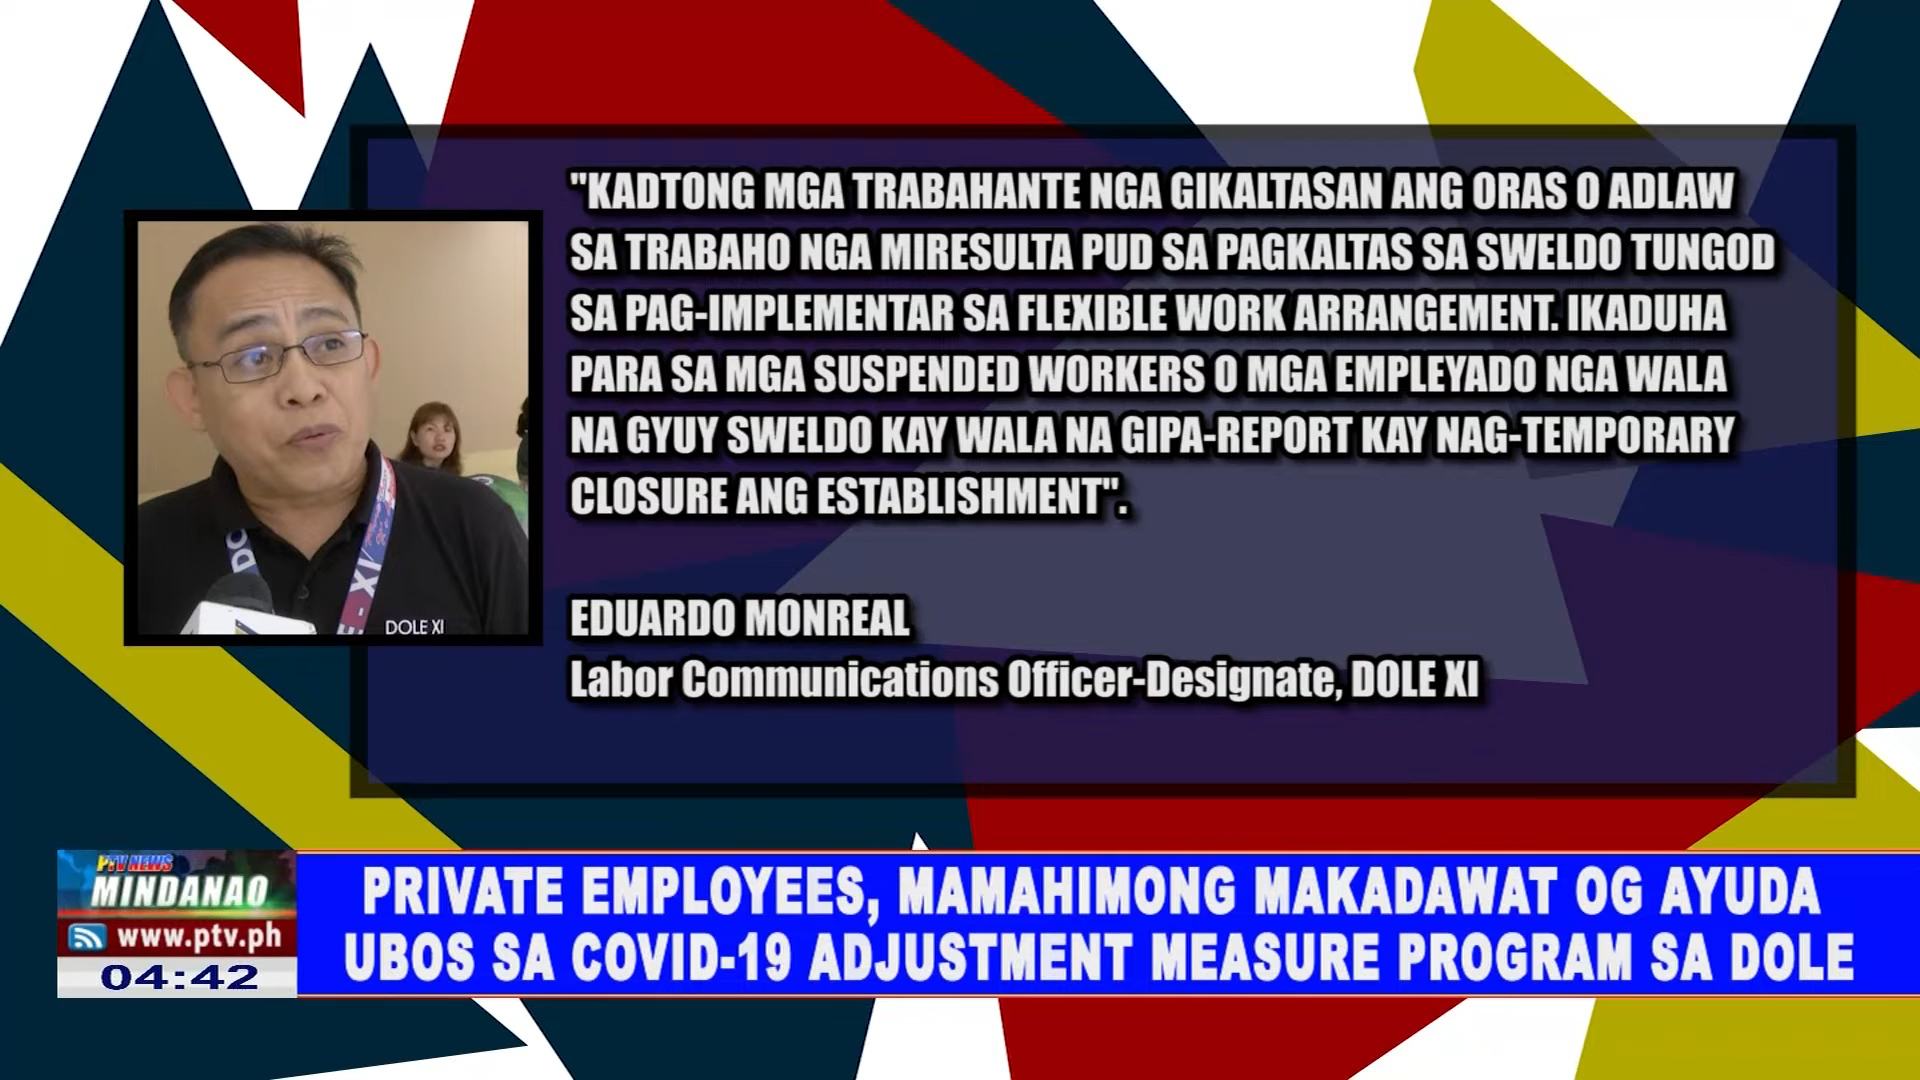 "KADTONG MGA TRABAHANTE NGA GIKALTASAN ANG ORAS O ADLAW
SA TRABAHO NGA MIRESULTA PUD SA PAGKALTAS SA SWELDO TUNGOD
SA PAG-IMPLEMENTAR SA FLEXIBLE WORK ARRANGEMENT. IKADUHA
PARA SA MGA SUSPENDED WORKERS O MGA EMPLEYADO NGA WALA
NA GYUY SWELDO KAY WALA NA GIPA-REPORT KAY NAG-TEMPORARY
CLOSURE ANG ESTABLISHMENT".
EDUARDO MONREAL
Labor Communications Officer-Designate, DOLE XI
DOLE XI
PTV NEWS
MINDANAO
www.ptv.ph
04:42
PRIVATE EMPLOYEES, MAMAHIMONG MAKADAWAT OG AYUDA
UBOS SA COVID-19 ADJUSTMENT MEASURE PROGRAM SA DOLE